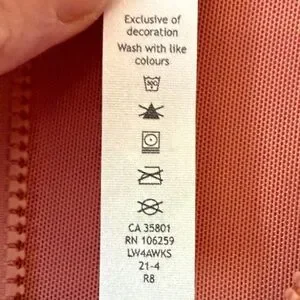 Exclusive of
decoration
Wash with like
colours
CA 35801
RN 106259
LW4AWKS
21-4
R8